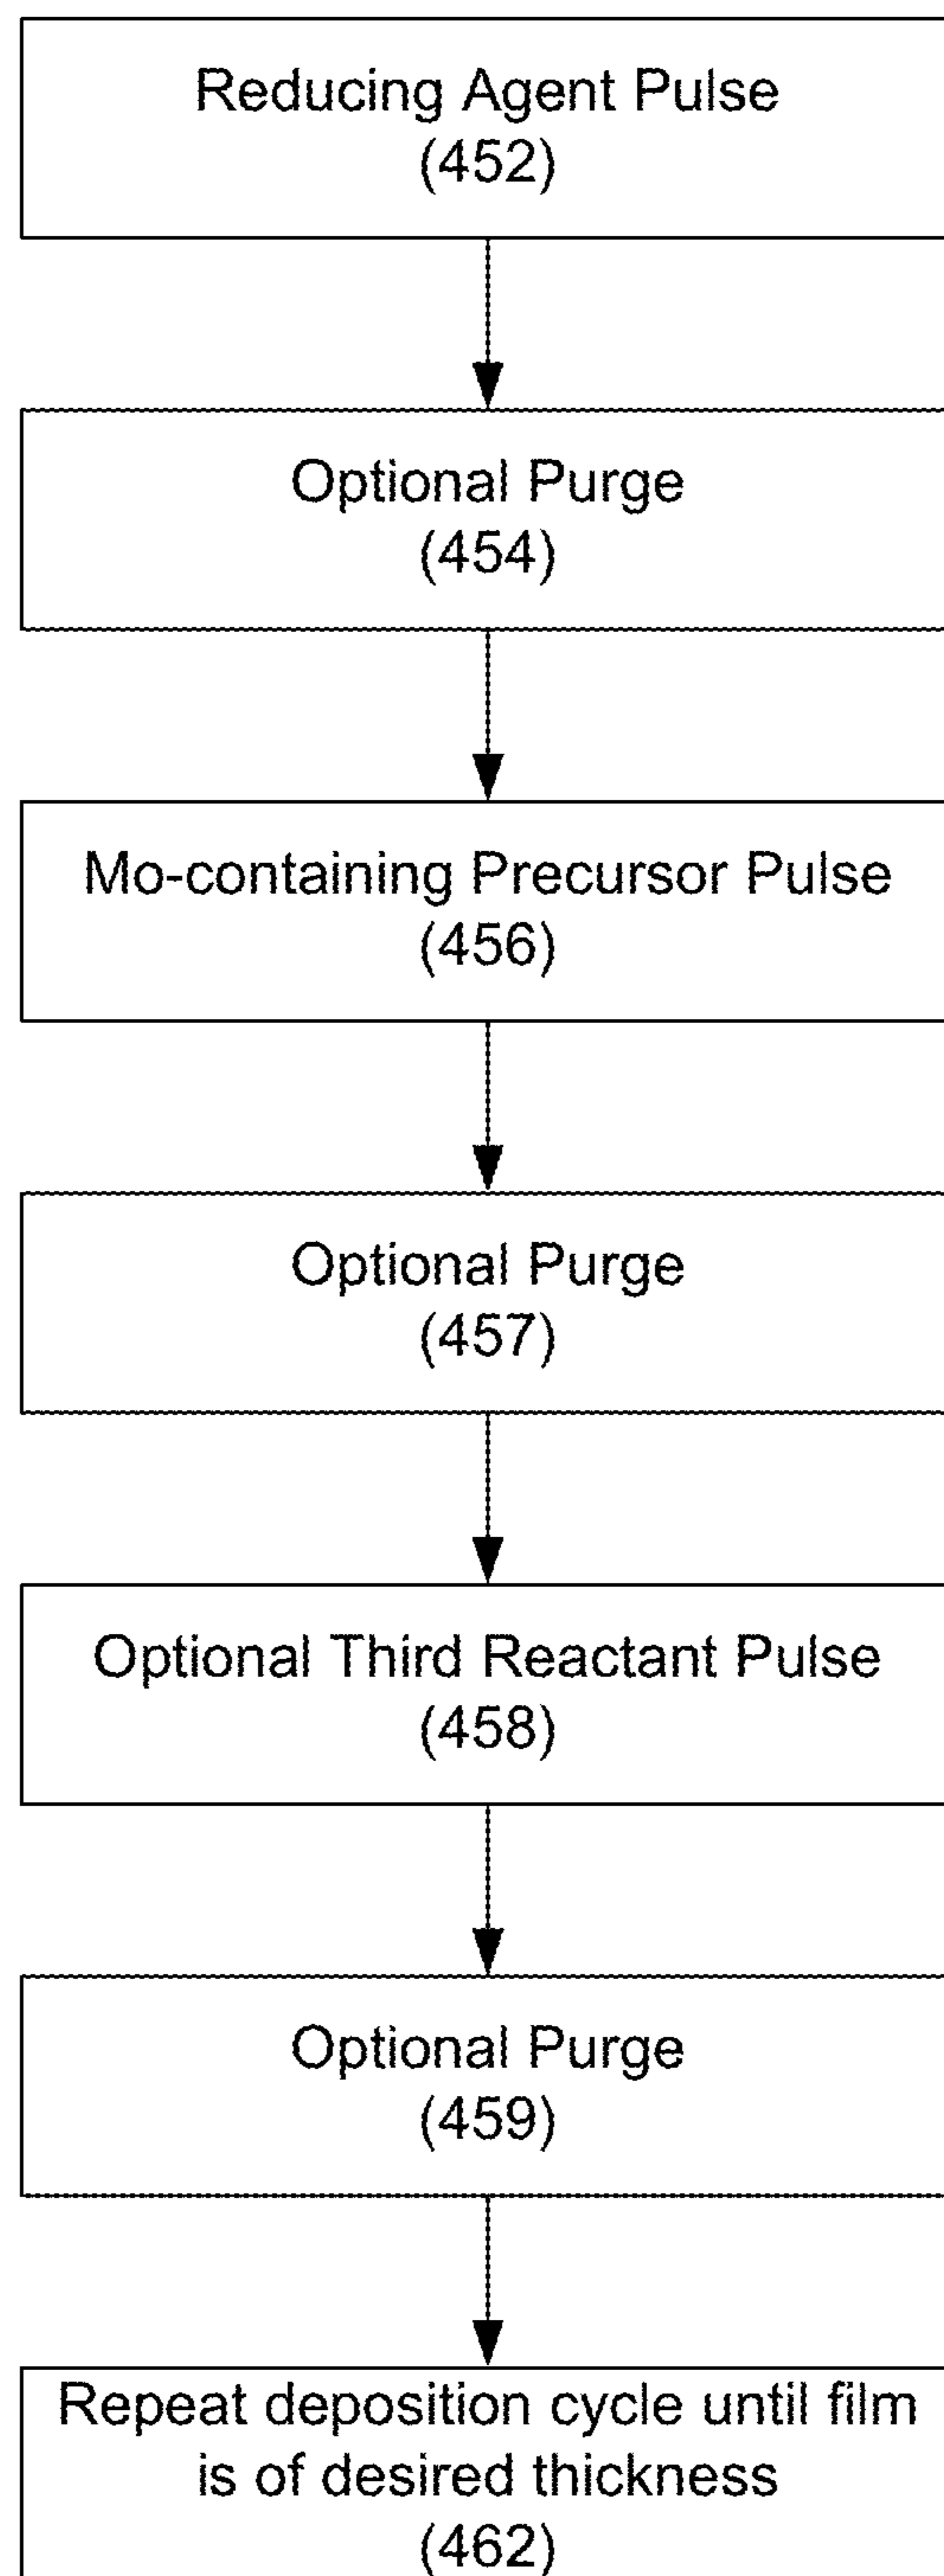 Reducing Agent Pulse
(452)
Optional Purge
(454)
Mo-containing Precursor Pulse
(456)
Optional Purge
(457)
Optional Third Reactant Pulse
(458)
Optional Purge
(459)
Repeat deposition cycle until film
is of desired thickness
(462)